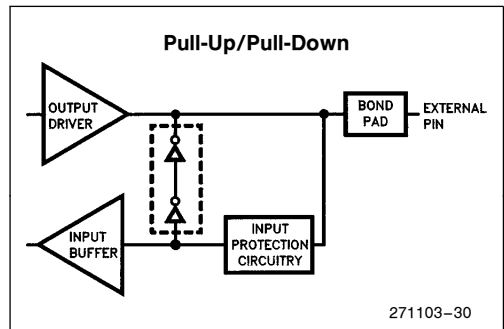 Pull-Up/Pull-Down
OUTPUT
DRIVER
BOND
PAD
EXTERNAL
PIN
INPUT
BUFFER
INPUT
PROTECTION
CIRCUITRY
271103–30